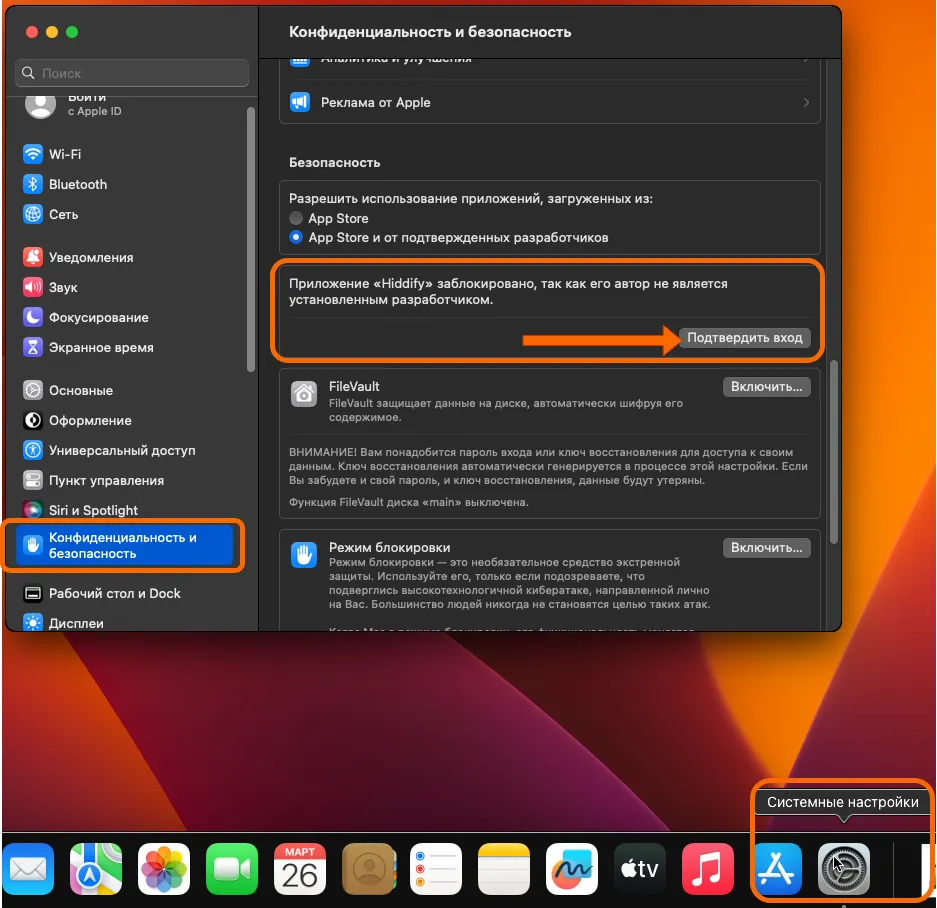 Конфиденциальность и безопасность
Поиск
Войти
с Apple ID
Wi-Fi
Bluetooth
Сеть
Уведомления
Звук
Фокусирование
Экранное время
Основные
Оформление
Универсальный доступ
Пункт управления
Siri и Spotlight
Конфиденциальность и
безопасность
Рабочий стол и Dock
Дисплеи
Аналитика и улучшения
Реклама от Apple
Безопасность
Разрешить использование приложений, загруженных из:
App Store
App Store и от подтвержденных разработчиков
Приложение «Hiddify» заблокировано, так как его автор не является
установленным разработчиком.
Подтвердить вход
FileVault
Включить...
FileVault защищает данные на диске, автоматически шифруя его
содержимое.
ВНИМАНИЕ! Вам понадобится пароль входа или ключ восстановления для доступа к своим
данным. Ключ восстановления автоматически генерируется в процессе этой настройки. Если
Вы забудете и свой пароль, и ключ восстановления, данные будут утеряны.
Функция FileVault диска «main» выключена.
Режим блокировки
Включить...
Режим блокировки — это необязательное средство экстренной
защиты. Используйте его, только если подозреваете, что
подверглись высокотехнологичной кибератаке, направленной лично
на Вас. Большинство людей никогда не становятся целью таких атак.
Системные настройки
МАРТ
26
tv